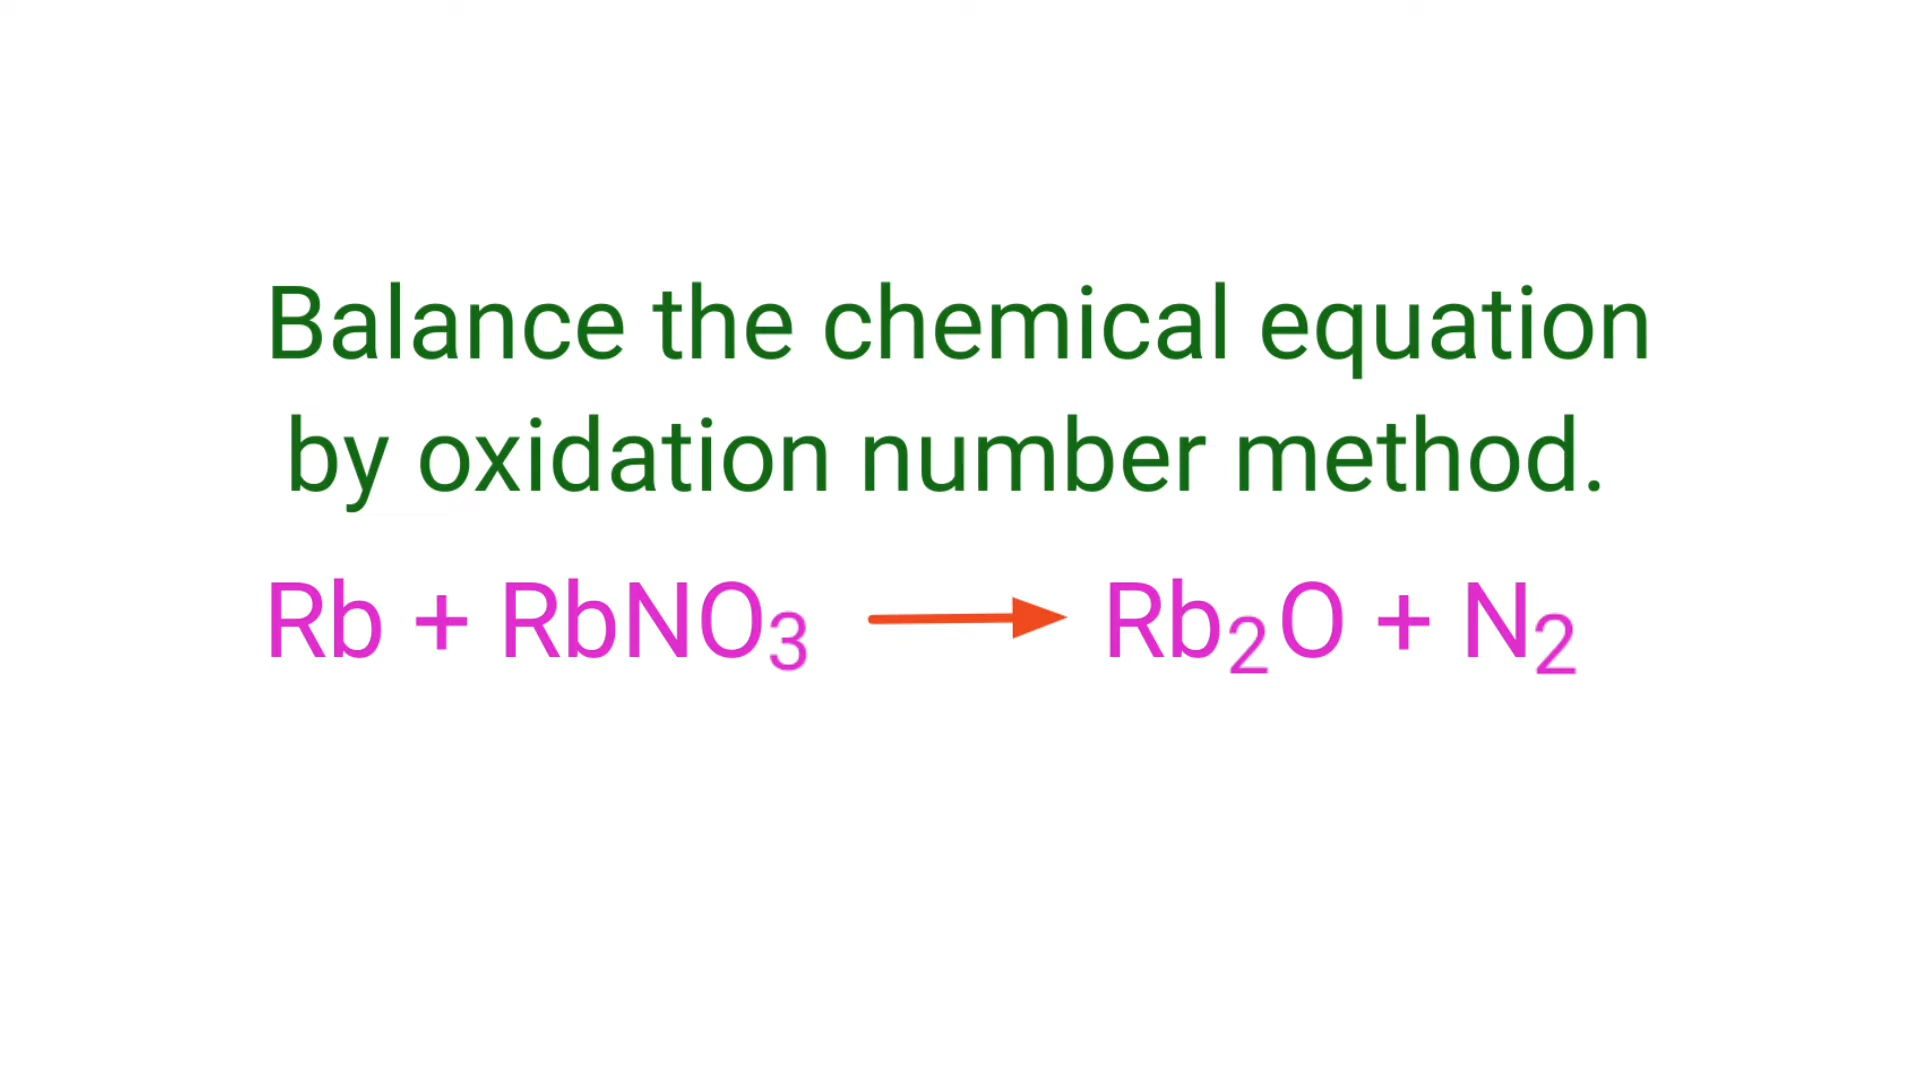 Balance the chemical equation
by oxidation number method.
Rb + RbNO₃ → Rb₂O + N₂